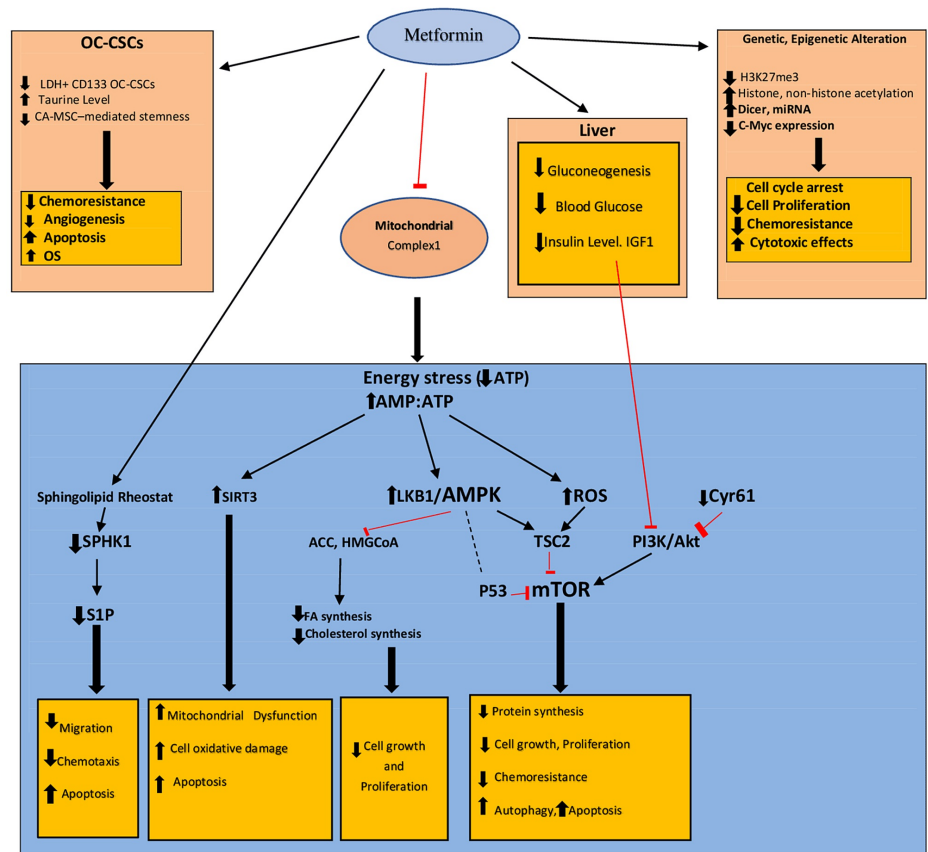 Metformin
OC-CSCs
LDH+ CD133 OC-CSCs
Taurine Level
CA-MSC–mediated stemness
Chemoresistance
Angiogenesis
Apoptosis
OS
Mitochondrial
Complex1
Liver
Gluconeogenesis
Blood Glucose
Insulin Level. IGF1
Genetic, Epigenetic Alteration
H3K27me3
Histone, non-histone acetylation
Dicer, miRNA
C-Myc expression
Cell cycle arrest
Cell Proliferation
Chemoresistance
Cytotoxic effects
Energy stress (⬇ATP)
⬆AMP:ATP
Sphingolipid Rheostat
⬆SIRT3
⬆LKB1/AMPK
⬆ROS
⬇Cyr61
⬇SPHK1
ACC, HMGCoA
TSC2
PI3K/Akt
P53
mTOR
⬇S1P
⬇FA synthesis
⬇Cholesterol synthesis
Migration
Chemotaxis
Apoptosis
Mitochondrial Dysfunction
Cell oxidative damage
Apoptosis
Cell growth
and
Proliferation
Protein synthesis
Cell growth, Proliferation
Chemoresistance
Autophagy,⬆Apoptosis